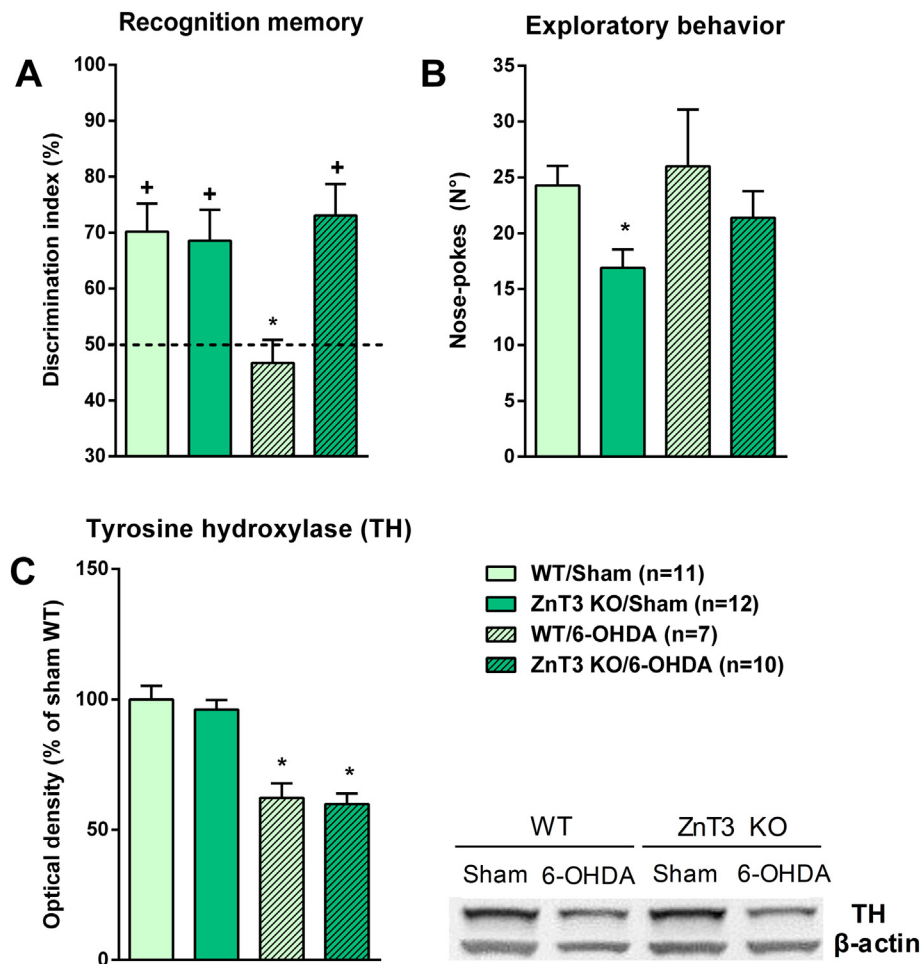 Recognition memory
A
Discrimination index (%)
100
90
80
70
60
50
40
30
+
+
*
+
Exploratory behavior
B
Nose-pokes (N°)
35
30
25
20
15
10
5
0
*
Tyrosine hydroxylase (TH)
C
Optical density (% of sham WT)
150
100
50
0
*
*
WT/Sham (n=11)
ZnT3 KO/Sham (n=12)
WT/6-OHDA (n=7)
ZnT3 KO/6-OHDA (n=10)
WT ZnT3 KO
Sham 6-OHDA Sham 6-OHDA
TH
β-actin